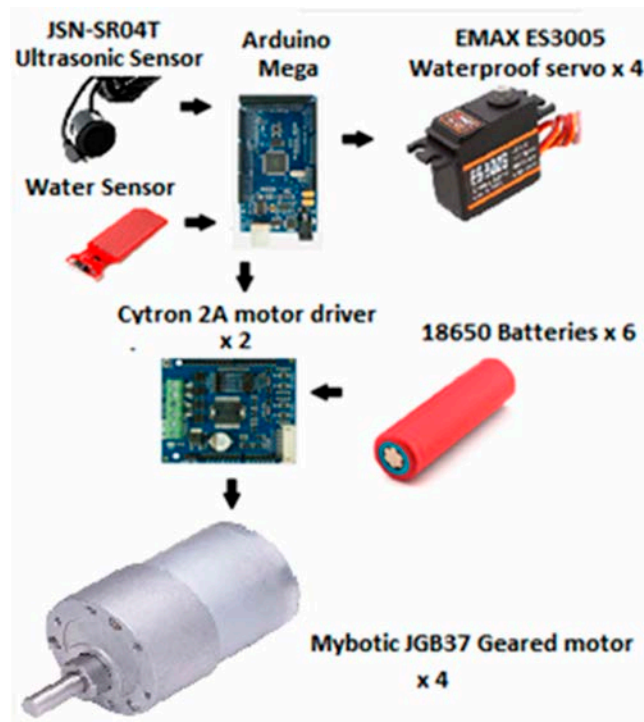 JSN-SR04T
Ultrasonic Sensor
Arduino
Mega
EMAX ES3005
Waterproof servo x 4
ES3005
Water Sensor
Cytron 2A motor driver
x 2
18650 Batteries x 6
Mybotic JGB37 Geared motor
x 4